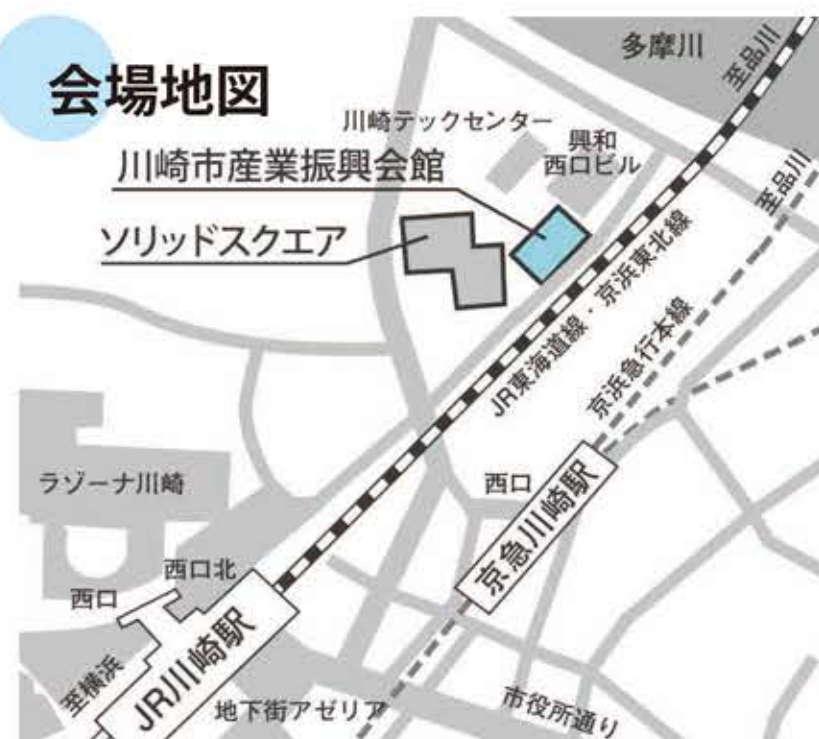 会場地図
多摩川
至品川
川崎テックセンター
興和
西口ビル
川崎市産業振興会館
至品川
ソリッドスクエア
JR東海道線・京浜東北線
京浜急行本線
ラゾーナ川崎
西口
京急川崎駅
西口北
西口
至横浜
JR川崎駅
地下街アゼリア
市役所通り